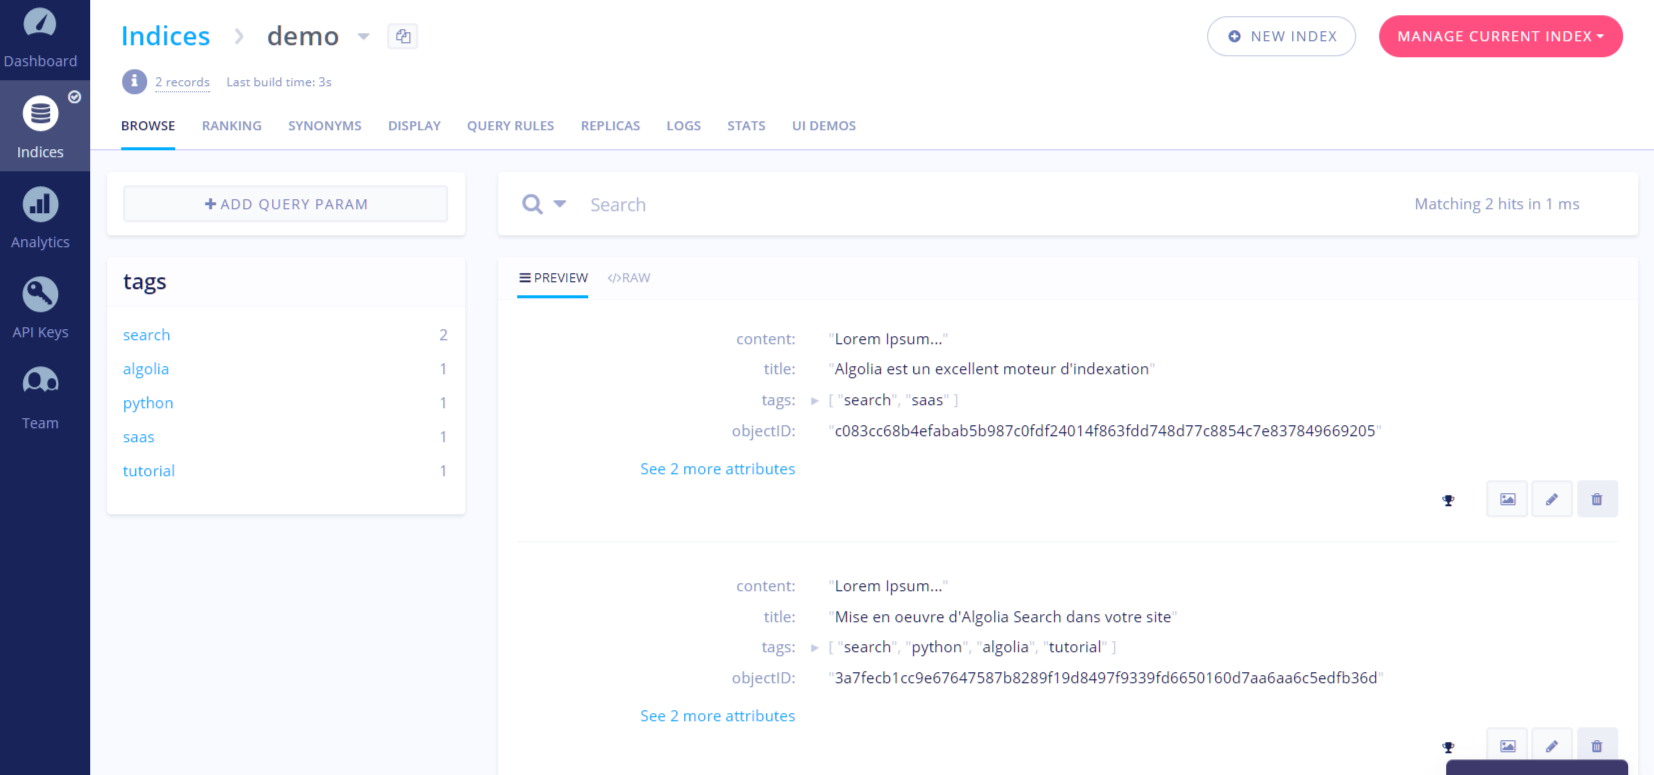 Indices demo
NEW INDEX
MANAGE CURRENT INDEX
2 records Last build time: 3s
BROWSE RANKING SYNONYMS DISPLAY QUERY RULES REPLICAS LOGS STATS UI DEMOS
Dashboard
Indices
Analytics
API Keys
Team
ADD QUERY PARAM
tags
search 2
algolia 1
python 1
saas 1
tutorial 1
Search
Matching 2 hits in 1 ms
PREVIEW </>RAW
content: "Lorem Ipsum..."
title: "Algolia est un excellent moteur d'indexation"
tags: [ "search", "saas" ]
objectID: "c083cc68b4efabab5b987c0fdf24014f863fdd748d77c8854c7e837849669205"
See 2 more attributes
content: "Lorem Ipsum..."
title: "Mise en oeuvre d'Algolia Search dans votre site"
tags: [ "search", "python", "algolia", "tutorial" ]
objectID: "3a7fecb1cc9e67647587b8289f19d8497f9339fd6650160d7aa6aa6c5edfb36d"
See 2 more attributes